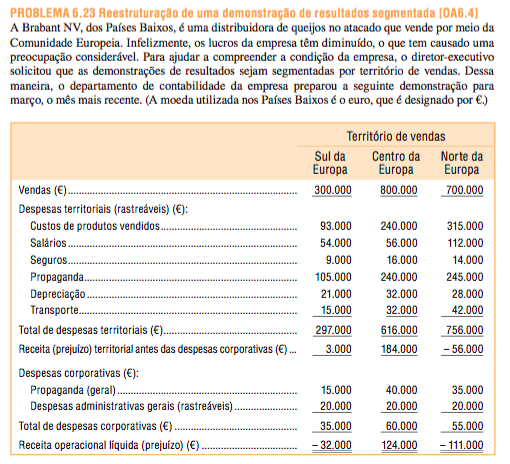 PROBLEMA 6.23 Reestruturação de uma demonstração de resultados segmentada [OA6.4]
A Brabant NV, dos Países Baixos, é uma distribuidora de queijos no atacado que vende por meio da
Comunidade Europeia. Infelizmente, os lucros da empresa têm diminuído, o que tem causado uma
preocupação considerável. Para ajudar a compreender a condição da empresa, o diretor-executivo
solicitou que as demonstrações de resultados sejam segmentadas por território de vendas. Dessa
maneira, o departamento de contabilidade da empresa preparou a seguinte demonstração para
março, o mês mais recente. (A moeda utilizada nos Países Baixos é o euro, que é designado por €.)
Território de vendas
Sul da Europa Centro da Europa Norte da Europa
Vendas (€) 300.000 800.000 700.000
Despesas territoriais (rastreáveis) (€):
Custos de produtos vendidos 93.000 240.000 315.000
Salários 54.000 56.000 112.000
Seguros 9.000 16.000 14.000
Propaganda 105.000 240.000 245.000
Depreciação 21.000 32.000 28.000
Transporte 15.000 32.000 42.000
Total de despesas territoriais (€) 297.000 616.000 756.000
Receita (prejuízo) territorial antes das despesas corporativas (€) ... 3.000 184.000 – 56.000
Despesas corporativas (€):
Propaganda (geral) 15.000 40.000 35.000
Despesas administrativas gerais (rastreáveis) 20.000 20.000 20.000
Total de despesas corporativas (€) 35.000 60.000 55.000
Receita operacional líquida (prejuízo) (€) – 32.000 124.000 – 111.000